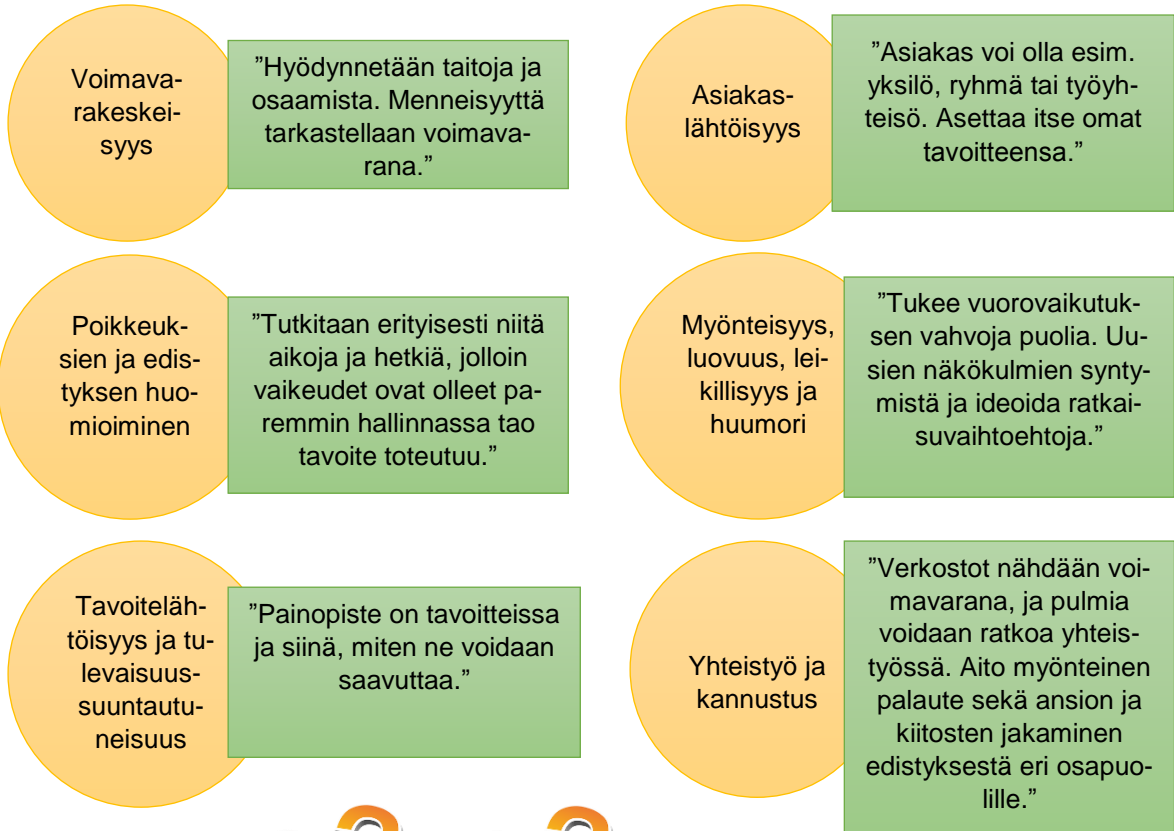 Voimava-
rakeskei-
syys
”Hyödynnetään taitoja ja
osaamista. Menneisyyttä
tarkastellaan voimava-
rana.”
Asiakas-
lähtöisyys
”Asiakas voi olla esim.
yksilö, ryhmä tai työyh-
teisö. Asettaa itse omat
tavoitteensa.”
Poikkeuk-
sien ja edis-
tyksen huo-
mioiminen
”Tutkitaan erityisesti niitä
aikoja ja hetkiä, jolloin
vaikeudet ovat olleet pa-
remmin hallinnassa tao
tavoite toteutuu.”
Myönteisyys,
luovuus, lei-
killisyys ja
huumori
”Tukee vuorovaikutuk-
sen vahvoja puolia. Uu-
sien näkökulmien synty-
mistä ja ideoida ratkai-
suvaihtoehtoja.”
Tavoiteläh-
töisyys ja tu-
levaisuus-
suuntautu-
neisuus
”Painopiste on tavoitteissa
ja siinä, miten ne voidaan
saavuttaa.”
Yhteistyö ja
kannustus
”Verkostot nähdään voi-
mavarana, ja pulmia
voidaan ratkoa yhteis-
työssä. Aito myönteinen
palaute sekä ansion ja
kiitosten jakaminen
edistyksestä eri osapuo-
lille.”